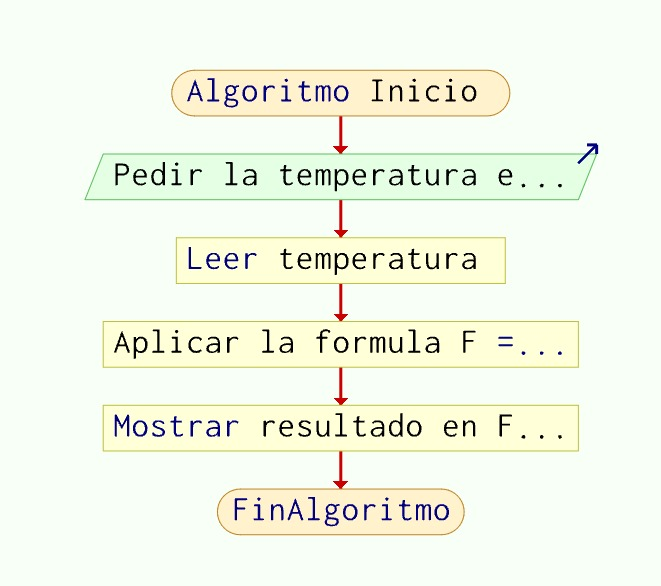 Algoritmo Inicio
Pedir la temperatura e...
Leer temperatura
Aplicar la formula F =...
Mostrar resultado en F...
FinAlgoritmo